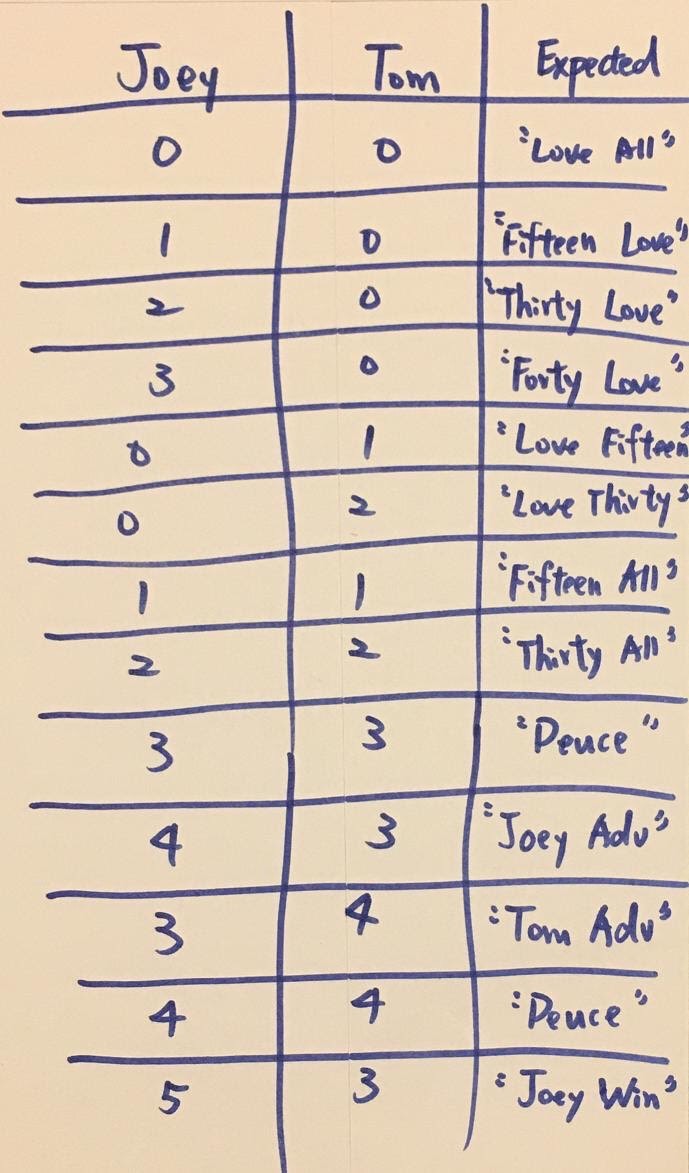 Joey Tom Expected
0 0 "Love All"
1 0 "Fifteen Love"
2 0 "Thirty Love"
3 0 "Forty Love"
0 1 "Love Fifteen"
0 2 "Love Thirty"
1 1 "Fifteen All"
2 2 "Thirty All"
3 3 "Deuce"
4 3 "Joey Adv"
3 4 "Tom Adv"
4 4 "Deuce"
5 3 "Joey Win"